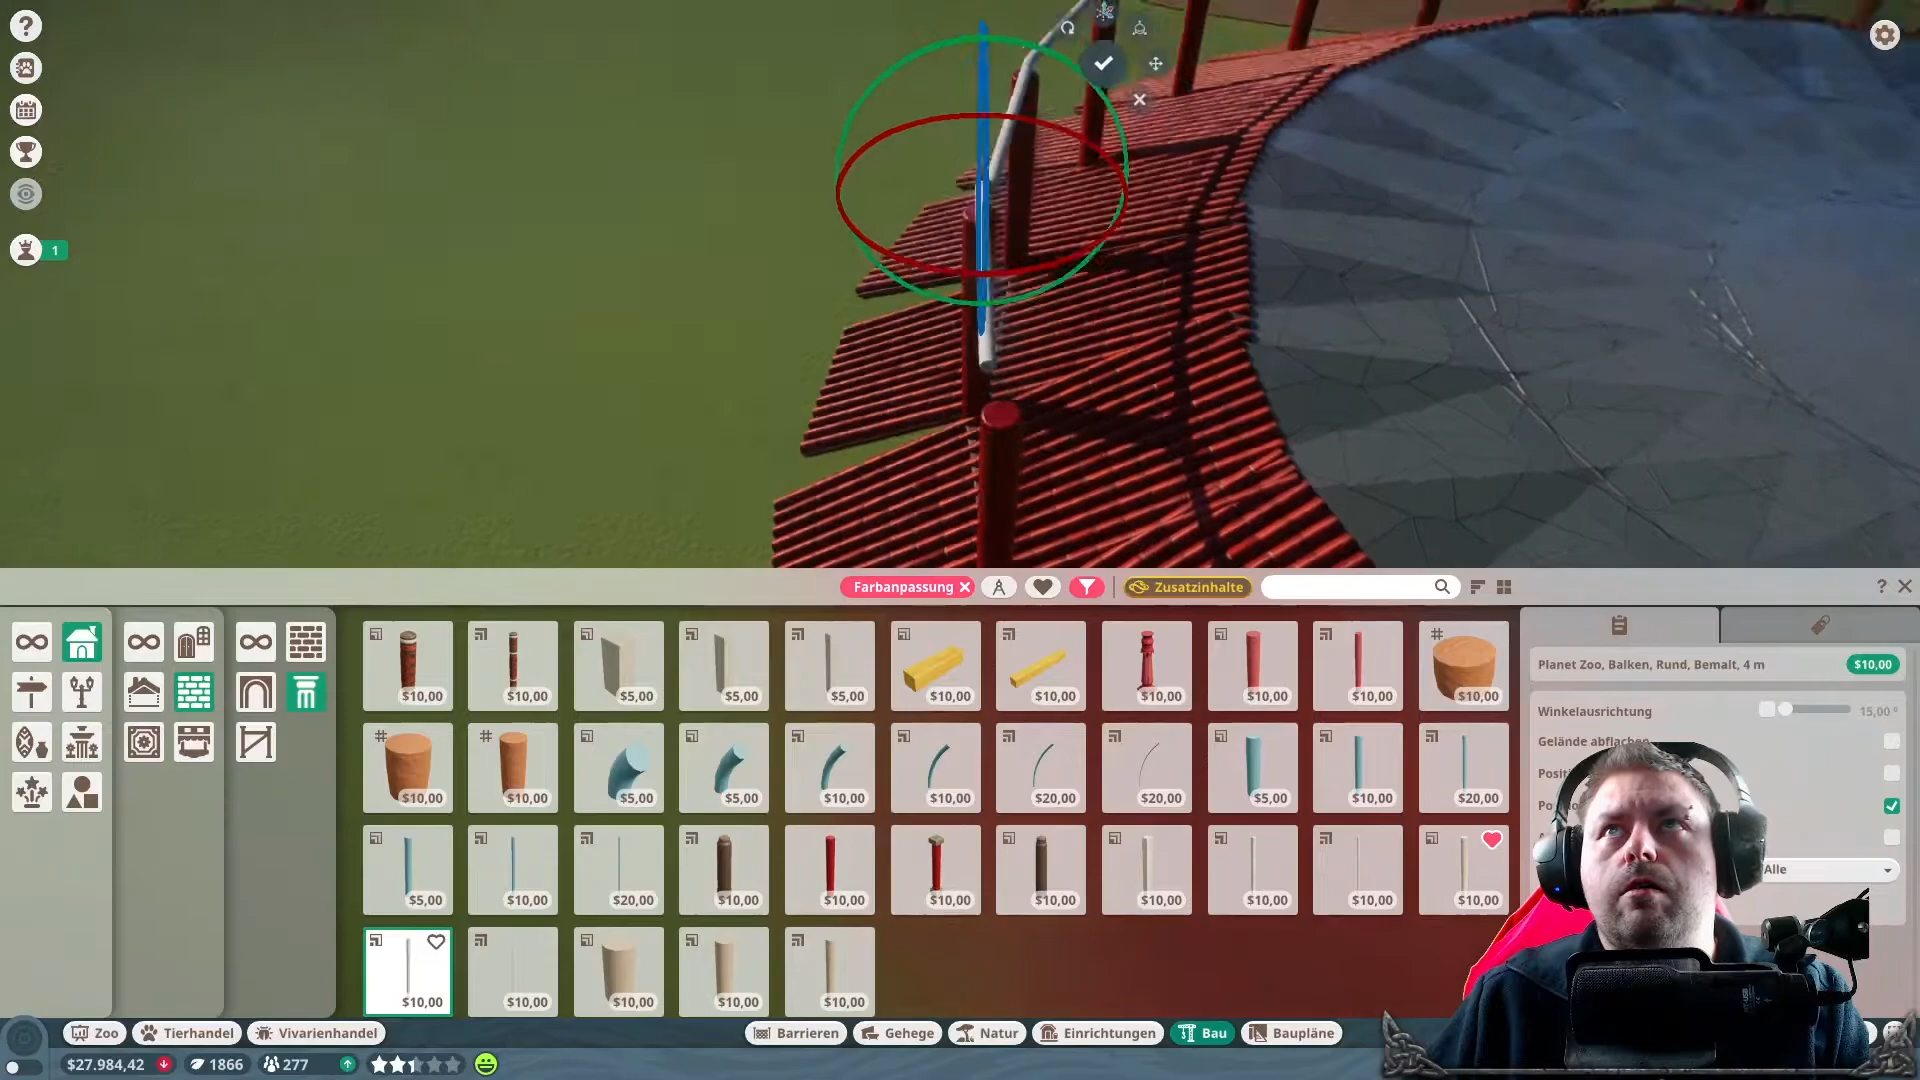 1
Farbanpassung
Zusatzinhalte
$10,00 $10,00 $5,00 $5,00 $5,00 $10,00 $10,00 $10,00 $10,00 $10,00 $10,00
$10,00 $10,00 $5,00 $5,00 $10,00 $10,00 $20,00 $20,00 $5,00 $10,00 $20,00
$5,00 $10,00 $20,00 $10,00 $10,00 $10,00 $10,00 $10,00 $10,00 $10,00 $10,00
$10,00 $10,00 $10,00 $10,00 $10,00
Planet Zoo, Balken, Rund, Bemalt, 4 m $10,00
Winkelausrichtung 15,00 °
Gelände abflachen
Alle
Zoo Tierhandel Vivarienhandel Barrieren Gehege Natur Einrichtungen Bau Baupläne
$27.984,42 1866 277